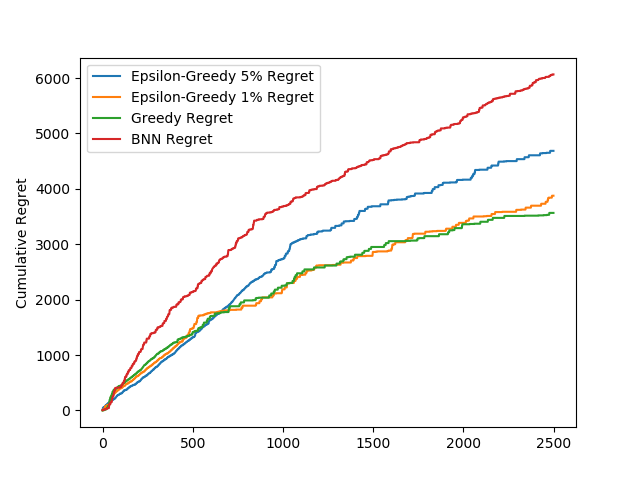 Epsilon-Greedy 5% Regret
Epsilon-Greedy 1% Regret
Greedy Regret
BNN Regret
Cumulative Regret
6000
5000
4000
3000
2000
1000
0
0 500 1000 1500 2000 2500